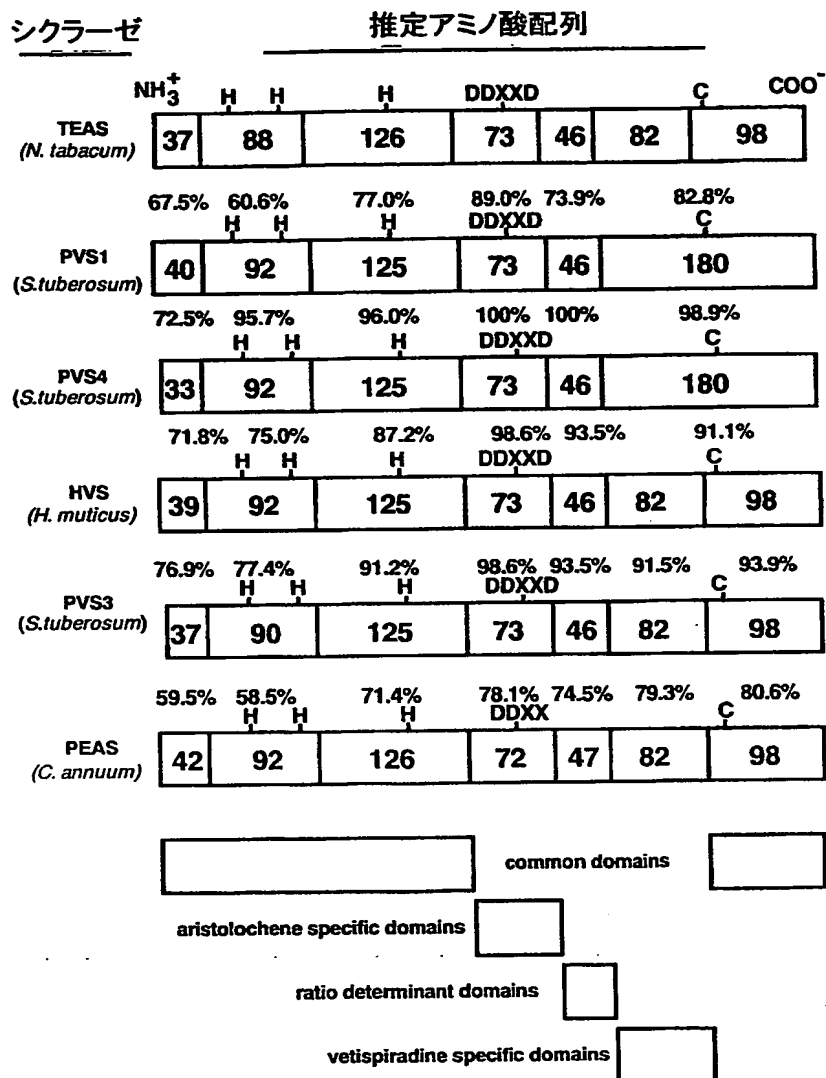 シクラーゼ 推定アミノ酸配列
NH3+ H H H DDXXD C COO-
TEAS 37 88 126 73 46 82 98
(N. tabacum)
67.5% 60.6% 77.0% 89.0% 73.9% 82.8%
H H H DDXXD C
PVS1 40 92 125 73 46 180
(S.tuberosum)
72.5% 95.7% 96.0% 100% 100% 98.9%
H H H DDXXD C
PVS4 33 92 125 73 46 180
(S.tuberosum)
71.8% 75.0% 87.2% 98.6% 93.5% 91.1%
H H H DDXXD C
HVS 39 92 125 73 46 82 98
(H. muticus)
76.9% 77.4% 91.2% 98.6% 93.5% 91.5% 93.9%
H H H DDXXD C
PVS3 37 90 125 73 46 82 98
(S.tuberosum)
59.5% 58.5% 71.4% 78.1% 74.5% 79.3% 80.6%
H H H DDXX C
PEAS 42 92 126 72 47 82 98
(C. annuum)
common domains
aristolochene specific domains
ratio determinant domains
vetispiradine specific domains